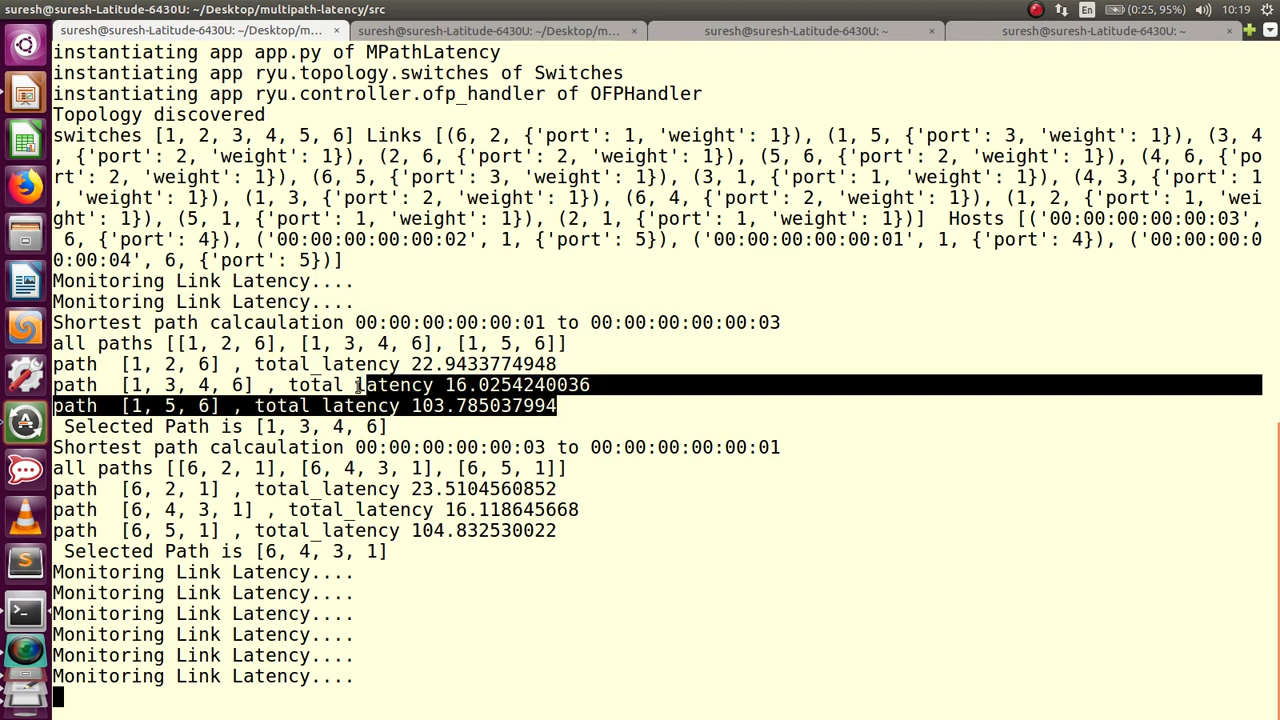 suresh@suresh-Latitude-6430U: ~/Desktop/multipath-latency/src
En
(0:25, 95%)
10:19
suresh@suresh-Latitude-6430U: ~/Desktop/m... ×
suresh@suresh-Latitude-6430U: ~/Desktop/m... ×
suresh@suresh-Latitude-6430U: ~ ×
suresh@suresh-Latitude-6430U: ~ ×
instantiating app app.py of MPathLatency
instantiating app ryu.topology.switches of Switches
instantiating app ryu.controller.ofp_handler of OFPHandler
Topology discovered
switches [1, 2, 3, 4, 5, 6] Links [(6, 2, {'port': 1, 'weight': 1}), (1, 5, {'port': 3, 'weight': 1}), (3, 4
, {'port': 2, 'weight': 1}), (2, 6, {'port': 2, 'weight': 1}), (5, 6, {'port': 2, 'weight': 1}), (4, 6, {'po
rt': 2, 'weight': 1}), (6, 5, {'port': 3, 'weight': 1}), (3, 1, {'port': 1, 'weight': 1}), (4, 3, {'port': 1
, 'weight': 1}), (1, 3, {'port': 2, 'weight': 1}), (6, 4, {'port': 2, 'weight': 1}), (1, 2, {'port': 1, 'wei
ght': 1}), (5, 1, {'port': 1, 'weight': 1}), (2, 1, {'port': 1, 'weight': 1})]  Hosts [('00:00:00:00:00:03',
 6, {'port': 4}), ('00:00:00:00:00:02', 1, {'port': 5}), ('00:00:00:00:00:01', 1, {'port': 4}), ('00:00:00:0
0:00:04', 6, {'port': 5})]
Monitoring Link Latency....
Monitoring Link Latency....
Shortest path calcaulation 00:00:00:00:00:01 to 00:00:00:00:00:03
all paths [[1, 2, 6], [1, 3, 4, 6], [1, 5, 6]]
path  [1, 2, 6] , total_latency 22.9433774948
path  [1, 3, 4, 6] , total_latency 16.0254240036
path  [1, 5, 6] , total_latency 103.785037994
 Selected Path is [1, 3, 4, 6]
Shortest path calcaulation 00:00:00:00:00:03 to 00:00:00:00:00:01
all paths [[6, 2, 1], [6, 4, 3, 1], [6, 5, 1]]
path  [6, 2, 1] , total_latency 23.5104560852
path  [6, 4, 3, 1] , total_latency 16.118645668
path  [6, 5, 1] , total_latency 104.832530022
 Selected Path is [6, 4, 3, 1]
Monitoring Link Latency....
Monitoring Link Latency....
Monitoring Link Latency....
Monitoring Link Latency....
Monitoring Link Latency....
Monitoring Link Latency....